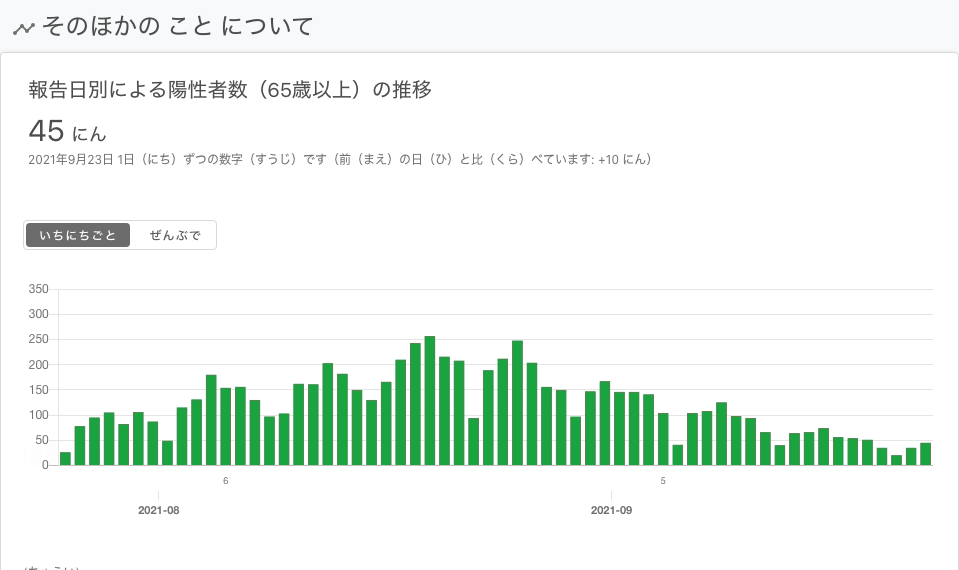 そのほかの こと について
報告日別による陽性者数（65歳以上）の推移
45 にん
2021年9月23日 1日（にち）ずつの数字（すうじ）です（前（まえ）の日（ひ）と比（くら）べています: +10 にん）
いちにちごと ぜんぶで
350
300
250
200
150
100
50
0
6 5
2021-08 2021-09